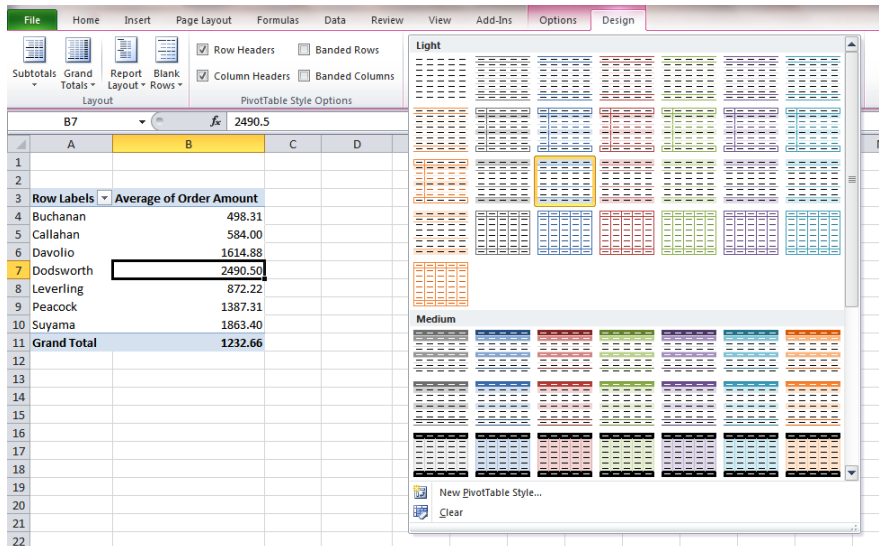 File Home Insert Page Layout Formulas Data Review View Add-Ins Options Design
Subtotals Grand Totals Report Layout Blank Rows
Layout
Row Headers Banded Rows
Column Headers Banded Columns
PivotTable Style Options
B7 fx 2490.5
A B C D
1
2
3 Row Labels Average of Order Amount
4 Buchanan 498.31
5 Callahan 584.00
6 Davolio 1614.88
7 Dodsworth 2490.50
8 Leverling 872.22
9 Peacock 1387.31
10 Suyama 1863.40
11 Grand Total 1232.66
12
13
14
15
16
17
18
19
20
21
22
Light
Medium
New PivotTable Style...
Clear